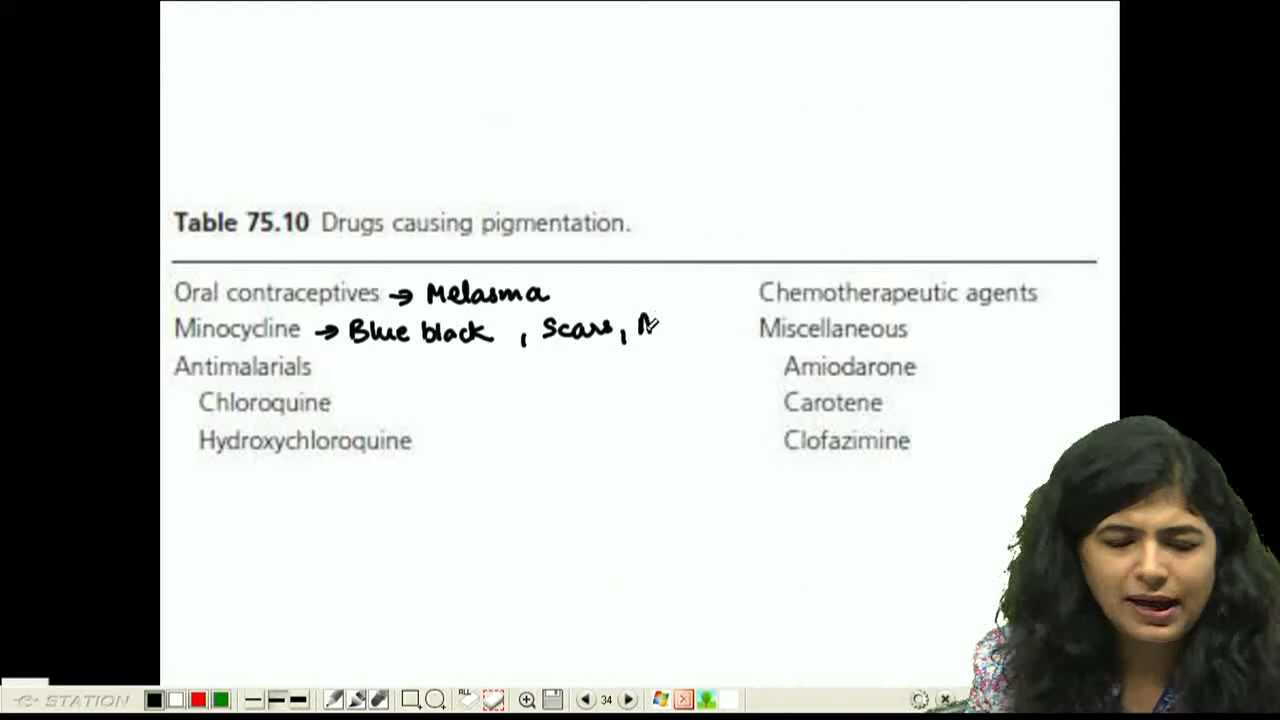 Table 75.10 Drugs causing pigmentation.
Oral contraceptives → Melasma
Minocycline → Blue black , Scars,
Antimalarials
Chloroquine
Hydroxychloroquine
Chemotherapeutic agents
Miscellaneous
Amiodarone
Carotene
Clofazimine
STATION
ALL
34